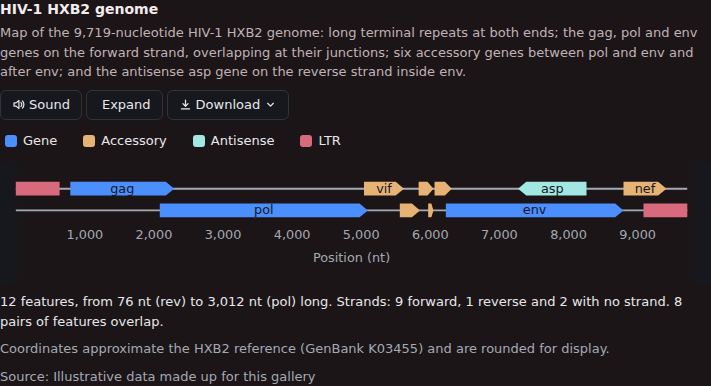 HIV-1 HXB2 genome
Map of the 9,719-nucleotide HIV-1 HXB2 genome: long terminal repeats at both ends; the gag, pol and env
genes on the forward strand, overlapping at their junctions; six accessory genes between pol and env and
after env; and the antisense asp gene on the reverse strand inside env.
Sound Expand Download
Gene Accessory Antisense LTR
gag vif asp nef
pol env
1,000 2,000 3,000 4,000 5,000 6,000 7,000 8,000 9,000
Position (nt)
12 features, from 76 nt (rev) to 3,012 nt (pol) long. Strands: 9 forward, 1 reverse and 2 with no strand. 8
pairs of features overlap.
Coordinates approximate the HXB2 reference (GenBank K03455) and are rounded for display.
Source: Illustrative data made up for this gallery